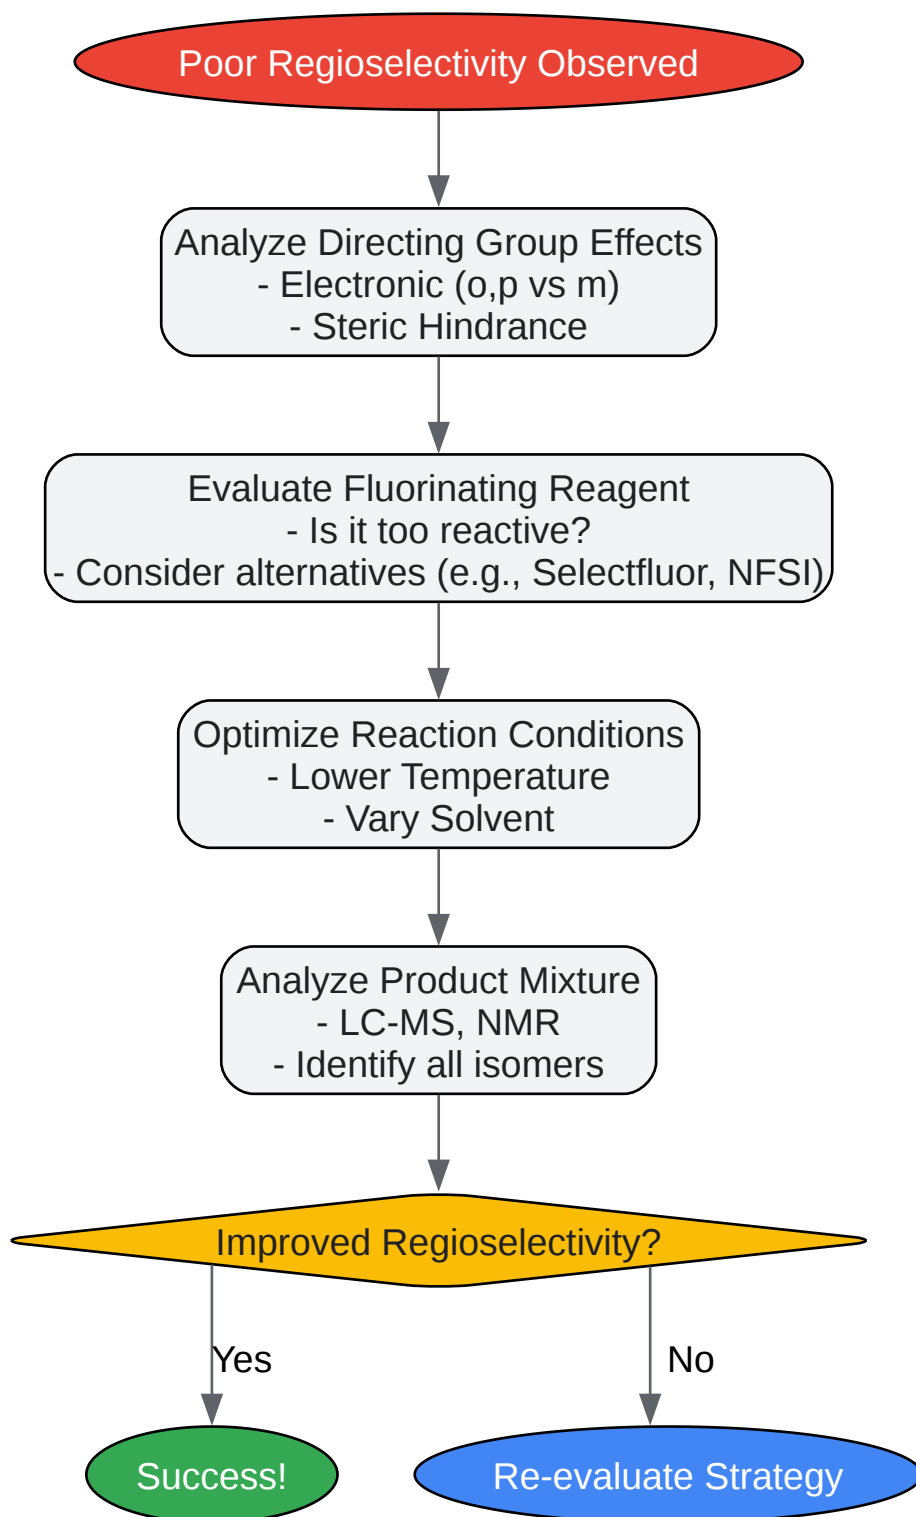 Poor Regioselectivity Observed
Analyze Directing Group Effects
- Electronic (o,p vs m)
- Steric Hindrance
Evaluate Fluorinating Reagent
- Is it too reactive?
- Consider alternatives (e.g., Selectfluor, NFSI)
Optimize Reaction Conditions
- Lower Temperature
- Vary Solvent
Analyze Product Mixture
- LC-MS, NMR
- Identify all isomers
Improved Regioselectivity?
Yes
No
Success!
Re-evaluate Strategy